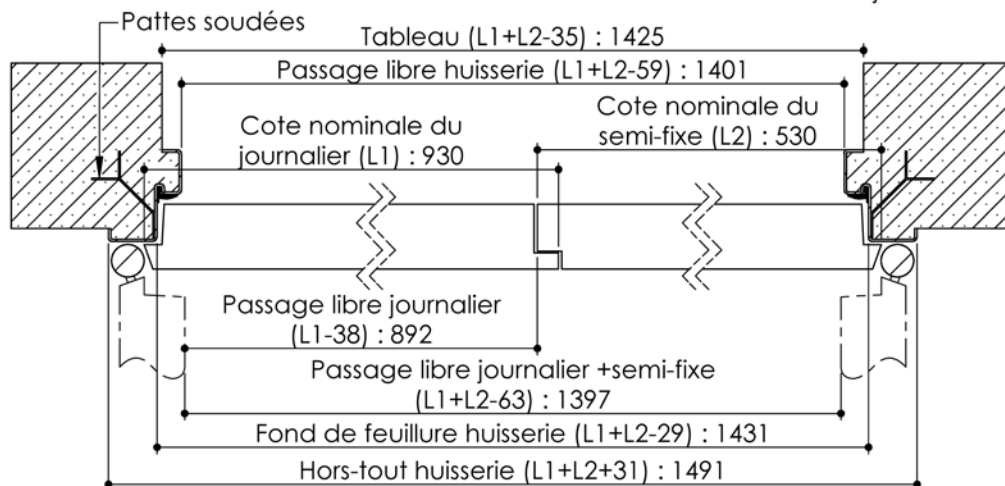 Pattes soudées
Tableau (L1+L2-35) : 1425
Passage libre huisserie (L1+L2-59) : 1401
Cote nominale du
journalier (L1) : 930
Cote nominale du
semi-fixe (L2) : 530
Passage libre journalier
(L1-38) : 892
Passage libre journalier +semi-fixe
(L1+L2-63) : 1397
Fond de feuillure huisserie (L1+L2-29) : 1431
Hors-tout huisserie (L1+L2+31) : 1491